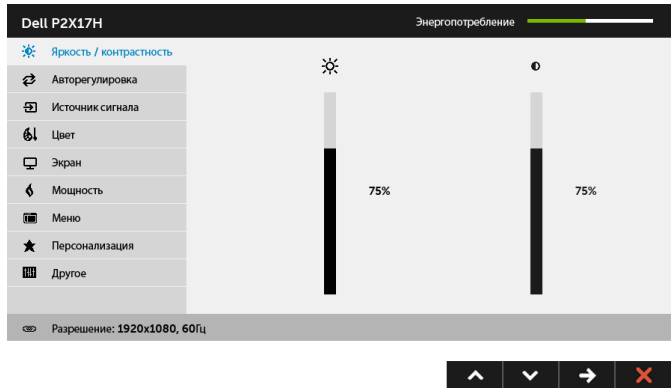 Dell P2X17H
Энергопотребление
Яркость / контрастность
Авторегулировка
Источник сигнала
Цвет
Экран
Мощность
Меню
Персонализация
Другое
75%
75%
Разрешение: 1920x1080, 60Гц